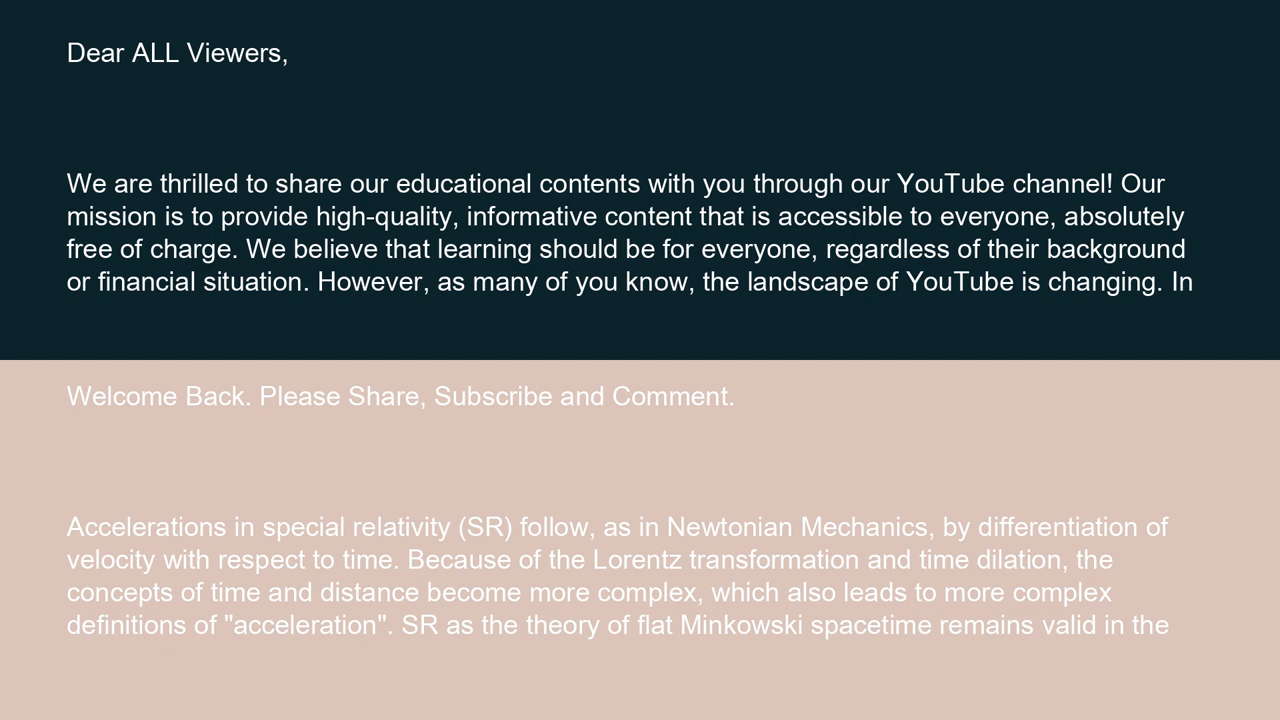 Dear ALL Viewers,
We are thrilled to share our educational contents with you through our YouTube channel! Our
mission is to provide high-quality, informative content that is accessible to everyone, absolutely
free of charge. We believe that learning should be for everyone, regardless of their background
or financial situation. However, as many of you know, the landscape of YouTube is changing. In
Welcome Back. Please Share, Subscribe and Comment.
Accelerations in special relativity (SR) follow, as in Newtonian Mechanics, by differentiation of
velocity with respect to time. Because of the Lorentz transformation and time dilation, the
concepts of time and distance become more complex, which also leads to more complex
definitions of "acceleration". SR as the theory of flat Minkowski spacetime remains valid in the